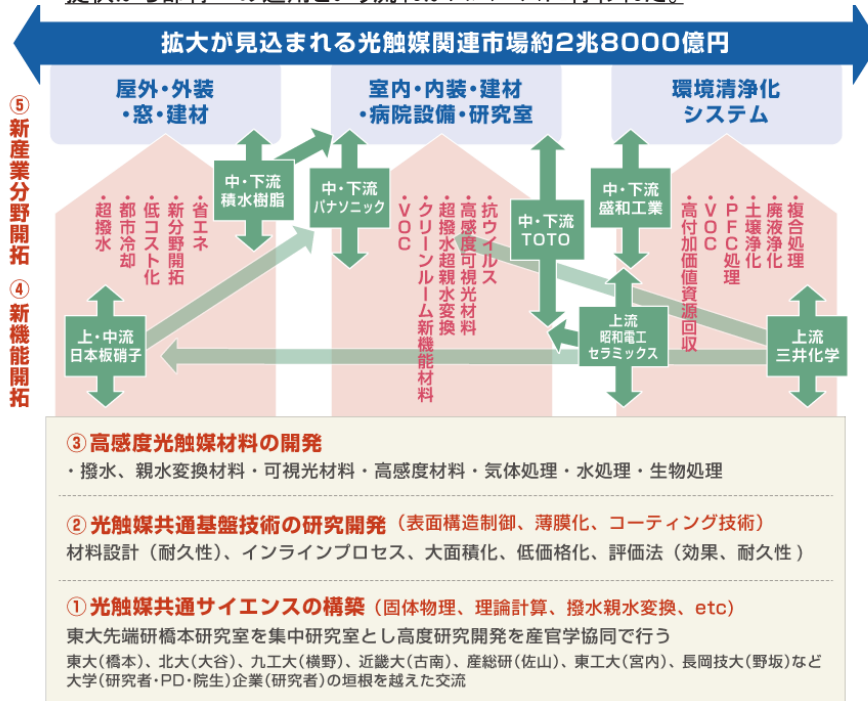 拡大が見込まれる光触媒関連市場約2兆8000億円
屋外・外装
・窓・建材
室内・内装・建材
・病院設備・研究室
環境清浄化
システム
⑤新産業分野開拓
④新機能開拓
中・下流
積水樹脂
中・下流
パナソニック
中・下流
TOTO
中・下流
盛和工業
・省エネ
・新分野開拓
・低コスト化
・都市冷却
・超撥水
・抗ウイルス
・高感度可視光材料
・超撥水超親水変換
・クリーンルーム新機能材料
・VOC
・複合処理
・廃液浄化
・土壌浄化
・PFC処理
・VOC
・高付加価値資源回収
上・中流
日本板硝子
上流
昭和電工
セラミックス
上流
三井化学
③高感度光触媒材料の開発
・撥水、親水変換材料・可視光材料・高感度材料・気体処理・水処理・生物処理
②光触媒共通基盤技術の研究開発（表面構造制御、薄膜化、コーティング技術）
材料設計（耐久性）、インラインプロセス、大面積化、低価格化、評価法（効果、耐久性）
①光触媒共通サイエンスの構築（固体物理、理論計算、撥水親水変換、etc）
東大先端研橋本研究室を集中研究室とし高度研究開発を産官学協同で行う
東大(橋本)、北大(大谷)、九工大(横野)、近畿大(古南)、産総研(佐山)、東工大(宮内)、長岡技大(野坂)など
大学(研究者・PD・院生)企業(研究者)の垣根を越えた交流